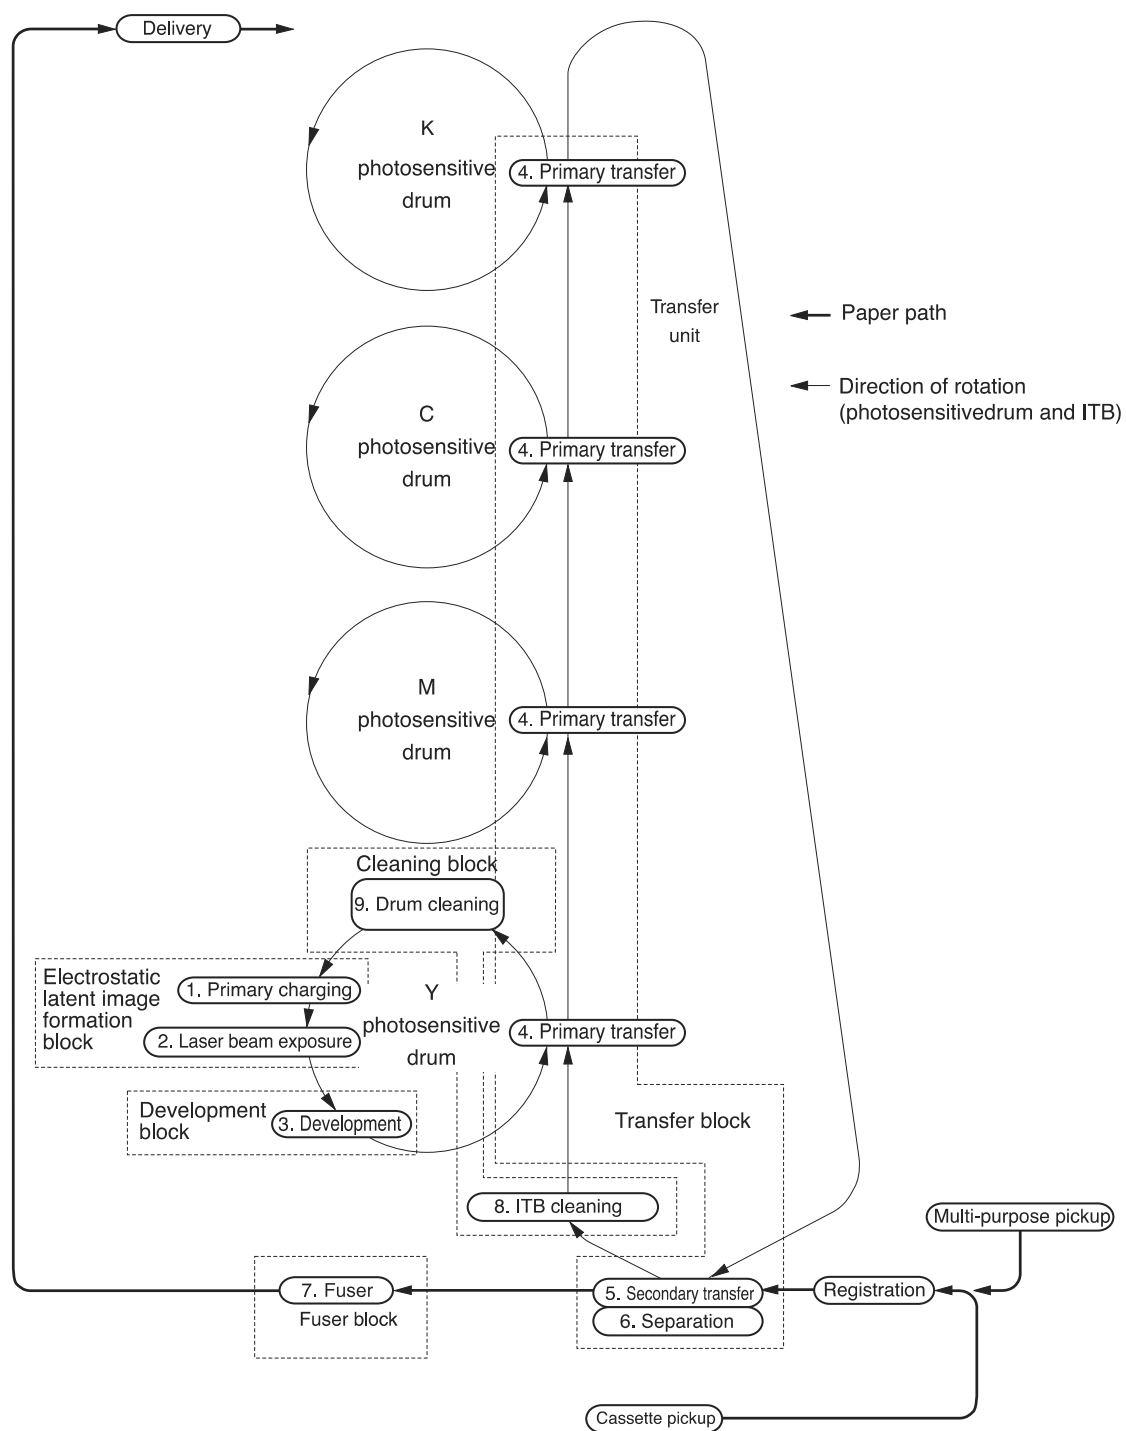 Delivery
K
photosensitive
drum
4. Primary transfer
Transfer
unit
Paper path
Direction of rotation
(photosensitivedrum and ITB)
C
photosensitive
drum
4. Primary transfer
M
photosensitive
drum
4. Primary transfer
Cleaning block
9. Drum cleaning
Electrostatic
latent image
formation
block
1. Primary charging
2. Laser beam exposure
Y
photosensitive
drum
4. Primary transfer
Development
block
3. Development
Transfer block
8. ITB cleaning
Multi-purpose pickup
7. Fuser
Fuser block
5. Secondary transfer
6. Separation
Registration
Cassette pickup